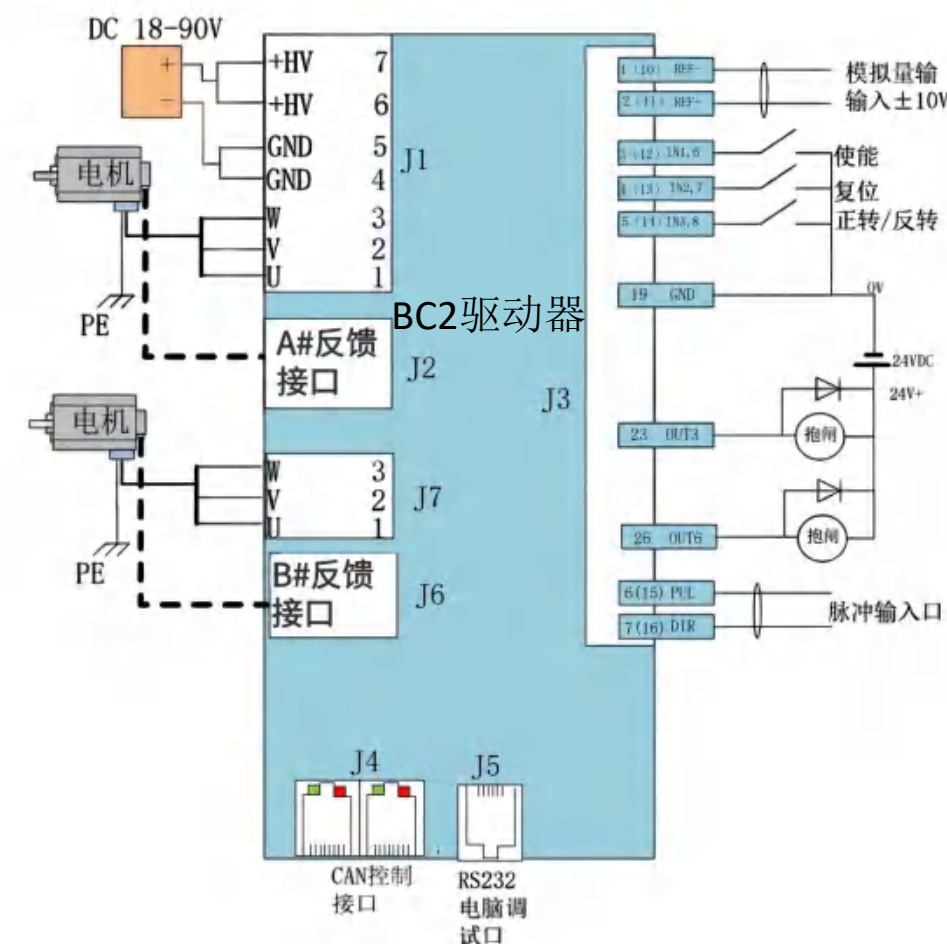 DC 18-90V
+
−
电机
PE
电机
PE
+HV 7
+HV 6
GND 5
GND 4
W 3
V 2
U 1
J1
A#反馈
接口
J2
W 3
V 2
U 1
J7
B#反馈
接口
J6
BC2驱动器
J3
J4
J5
CAN控制
接口
RS232
电脑调
试口
1 (10) REF-
2 (11) REF-
3 (12) IN1,6
4 (13) IN2,7
5 (14) IN3,8
19 GND
23 OUT3
26 OUT6
6(15) PUL
7(16) DIR
模拟量输
输入±10V
使能
复位
正转/反转
0V
24VDC
24V+
抱闸
抱闸
脉冲输入口